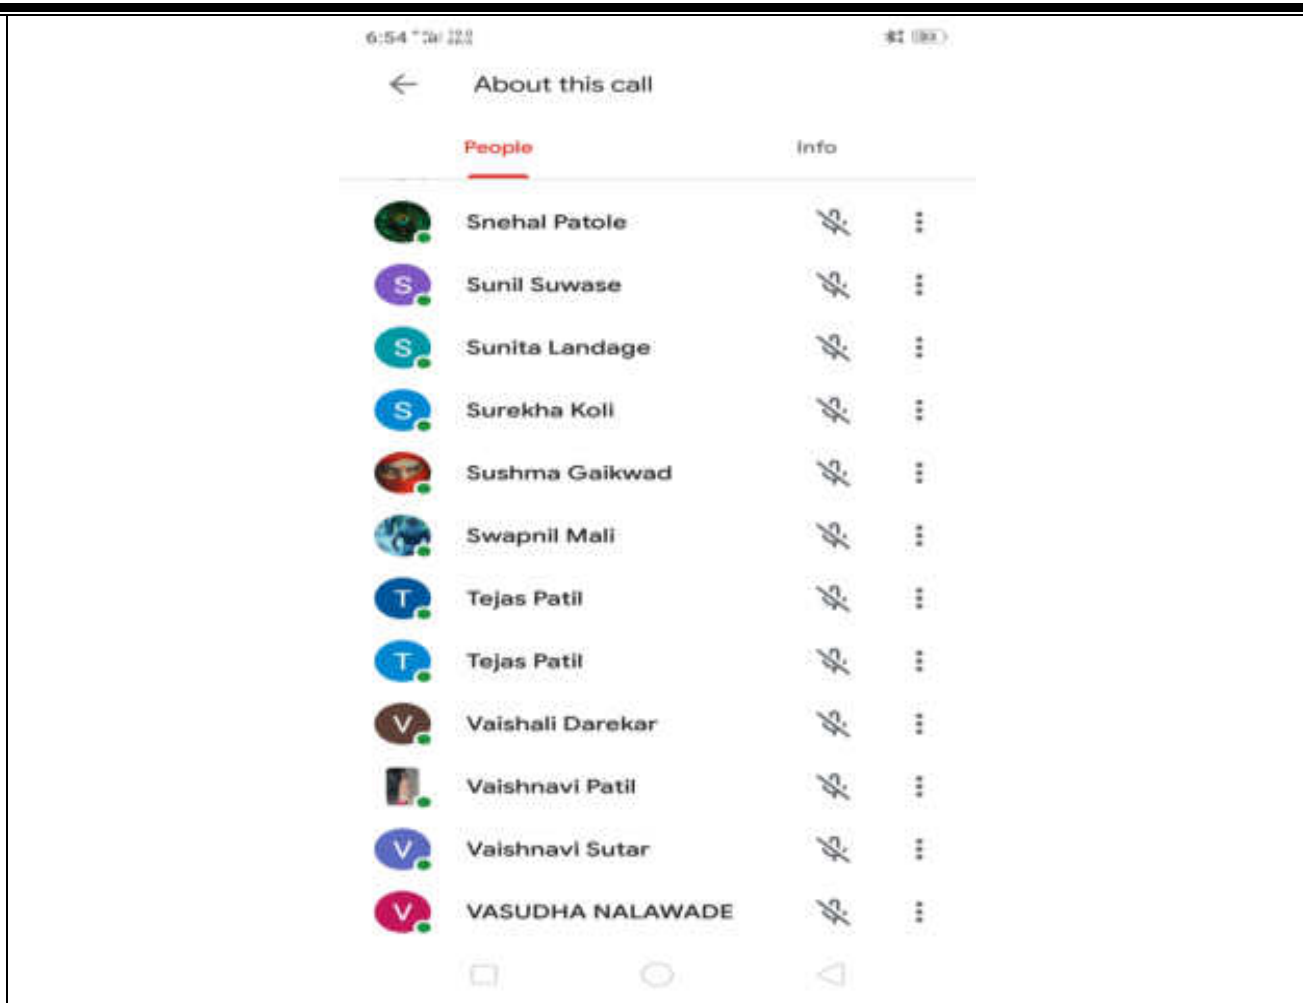 6:54
About this call
People Info
Snehal Patole
S Sunil Suwase
S Sunita Landage
S Surekha Koli
Sushma Gaikwad
Swapnil Mali
T Tejas Patil
T Tejas Patil
V Vaishali Darekar
Vaishnavi Patil
V Vaishnavi Sutar
V VASUDHA NALAWADE